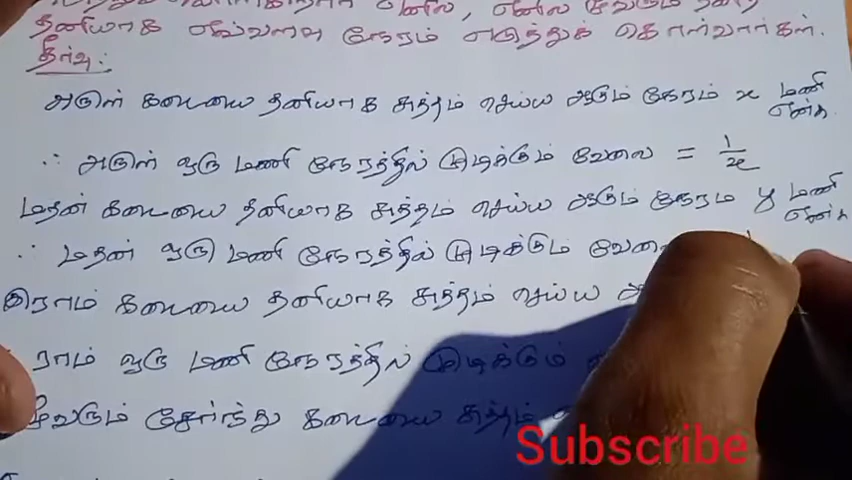 தனியாக எவ்வளவு நேரம் எடுத்துக் கொள்வார்கள்.
தீர்வு:
அருள் கடையை தனியாக சுத்தம் செய்ய ஆகும் நேரம் x மணி என்க
∴ அருள் ஒரு மணி நேரத்தில் முடிக்கும் வேலை = 1/x
மதன் கடையை தனியாக சுத்தம் செய்ய ஆகும் நேரம் y மணி என்க
∴ மதன் ஒரு மணி நேரத்தில் முடிக்கும்
இராம் கடையை தனியாக சுத்தம் செய்ய
ராம் ஒரு மணி நேரத்தில் முடிக்கும்
சேர்ந்து கடையை சுத்தம்
Subscribe